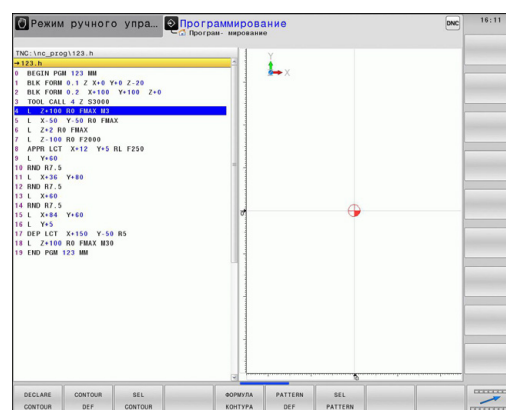 Режим ручного упра...
Программирование
Програм- мирование
DNC
16:11
TNC:\nc_prog\123.h
→123.h
0 BEGIN PGM 123 MM
1 BLK FORM 0.1 Z X+0 Y+0 Z-20
2 BLK FORM 0.2 X+100 Y+100 Z+0
3 TOOL CALL 4 Z S3000
4 L Z+100 R0 FMAX M3
5 L X-50 Y-50 R0 FMAX
6 L Z+2 R0 FMAX
7 L Z-100 R0 F2000
8 APPR LCT X+12 Y+5 RL F250
9 L Y+60
10 RND R7.5
11 L X+36 Y+80
12 RND R7.5
13 L X+60
14 RND R7.5
15 L X+84 Y+60
16 L Y+5
17 DEP LCT X+150 Y-50 R5
18 L Z+100 R0 FMAX M30
19 END PGM 123 MM
Y
X
DECLARE CONTOUR
CONTOUR DEF
SEL CONTOUR
ФОРМУЛА КОНТУРА
PATTERN DEF
SEL PATTERN